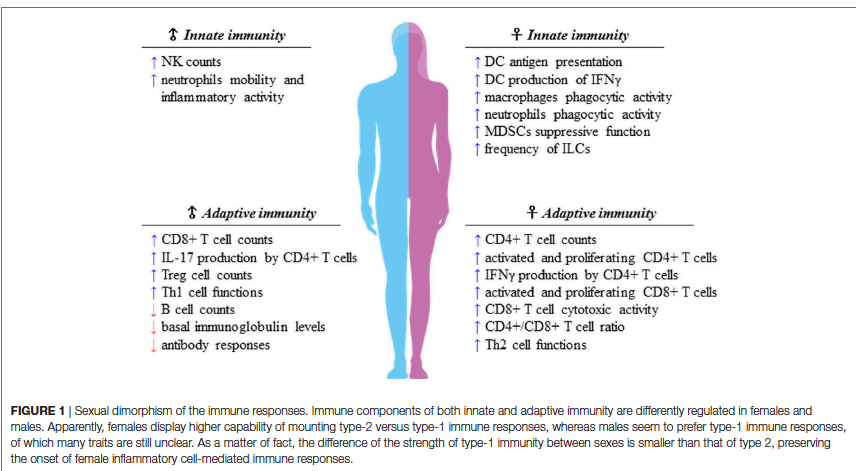 ♂ Innate immunity
↑ NK counts
↑ neutrophils mobility and
inflammatory activity
♀ Innate immunity
↑ DC antigen presentation
↑ DC production of IFNγ
↑ macrophages phagocytic activity
↑ neutrophils phagocytic activity
↑ MDSCs suppressive function
↑ frequency of ILCs
♂ Adaptive immunity
↑ CD8+ T cell counts
↑ IL-17 production by CD4+ T cells
↑ Treg cell counts
↑ Th1 cell functions
↓ B cell counts
↓ basal immunoglobulin levels
↓ antibody responses
♀ Adaptive immunity
↑ CD4+ T cell counts
↑ activated and proliferating CD4+ T cells
↑ IFNγ production by CD4+ T cells
↑ activated and proliferating CD8+ T cells
↑ CD8+ T cell cytotoxic activity
↑ CD4+/CD8+ T cell ratio
↑ Th2 cell functions
FIGURE 1 | Sexual dimorphism of the immune responses. Immune components of both innate and adaptive immunity are differently regulated in females and
males. Apparently, females display higher capability of mounting type-2 versus type-1 immune responses, whereas males seem to prefer type-1 immune responses,
of which many traits are still unclear. As a matter of fact, the difference of the strength of type-1 immunity between sexes is smaller than that of type 2, preserving
the onset of female inflammatory cell-mediated immune responses.